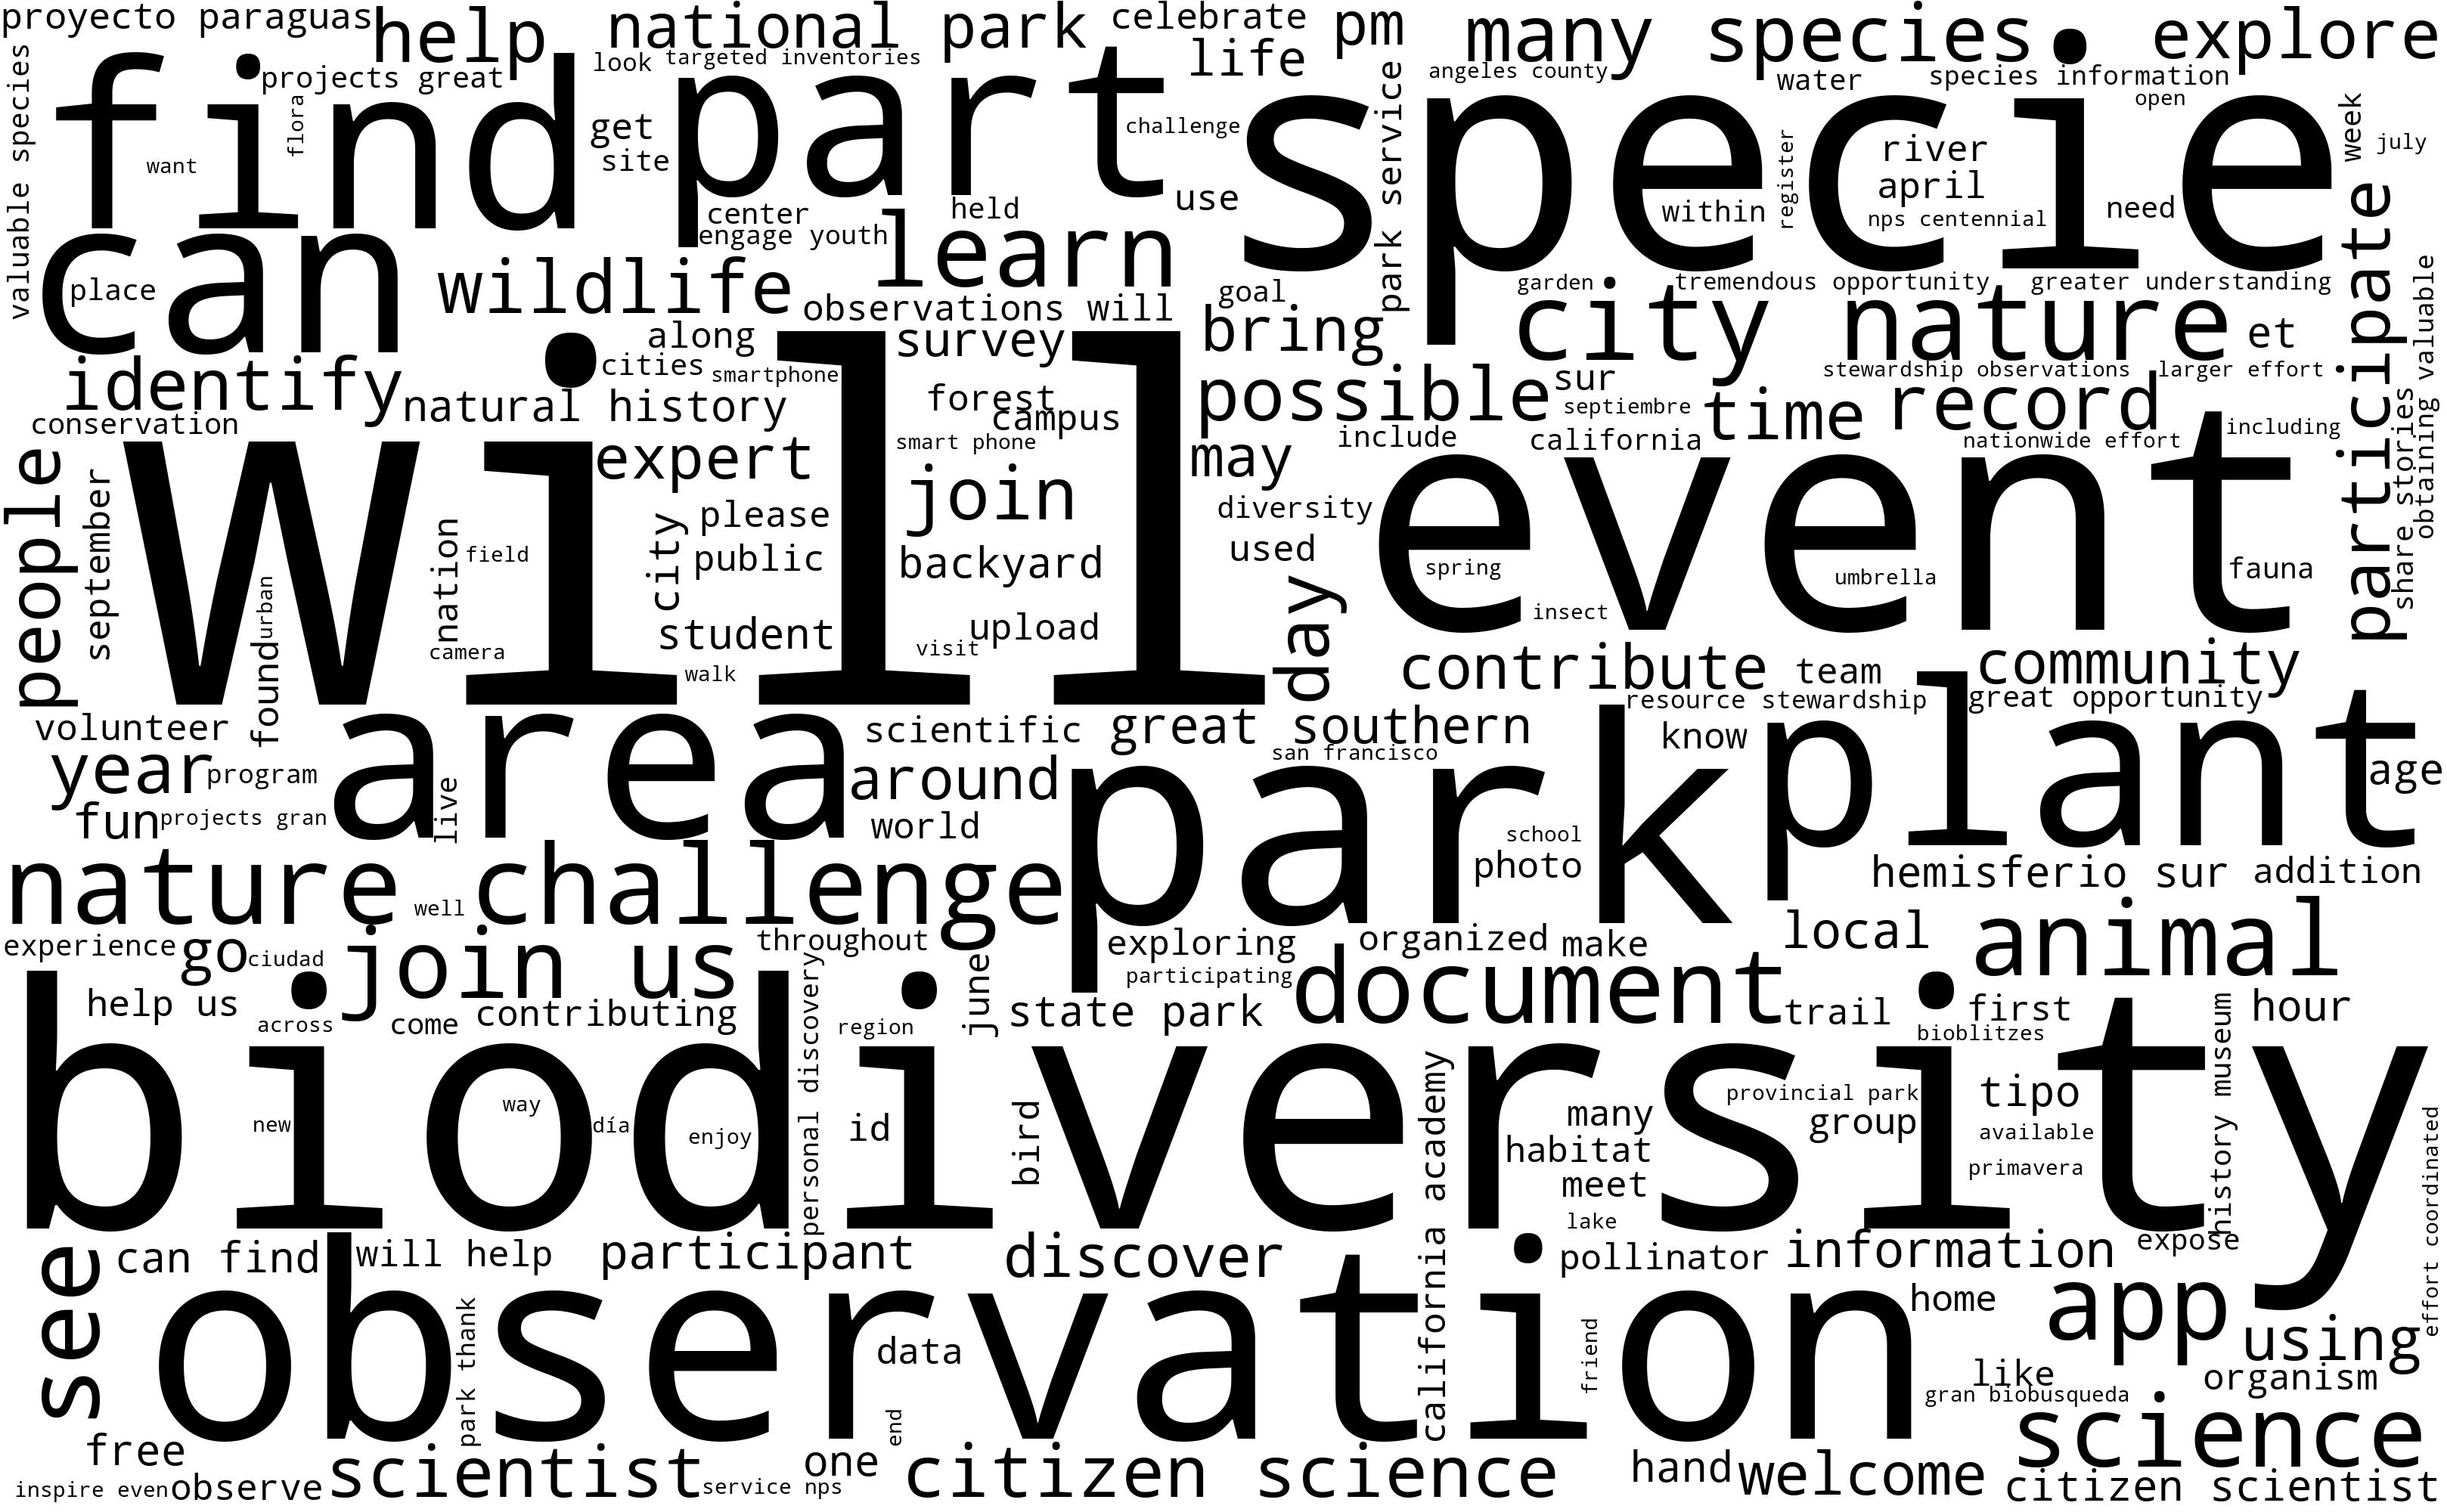 proyecto paraguas
help
national park
celebrate
pm
many species
explore
find
part
specie
projects great
look
targeted inventories
life
angeles county
water
species information
open
valuable species
flora
want
get
site
challenge
use
park service
register
river
april
within
nps centennial
need
week
july
center
engage youth
held
learn
can
place
wildlife
observations will
goal
bring
garden
tremendous opportunity
greater understanding
city nature
et
participate
obtaining valuable
share stories
along
survey
cities
smartphone
identify
natural history
forest
campus
possible
sur
septiembre
stewardship observations
larger effort
time
record
conservation
will
expert
smart phone
join
may
include
california
nationwide effort
including
event
people
september
nation
field
city
please
public
backyard
diversity
used
day
spring
umbrella
fauna
insect
found
urban
camera
student
walk
visit
upload
contribute
team
community
volunteer
area
scientific
great southern
resource stewardship
great opportunity
know
plant
year
program
live
around
san francisco
park
age
fun
projects gran
world
school
photo
nature challenge
well
hemisferio sur
addition
experience
go
ciudad
join us
throughout
june
exploring
participating
organized
make
document
local
animal
help us
across
come
contributing
personal discovery
region
state park
trail
first
bioblitzes
history museum
hour
biodiversity
new
way
día
enjoy
id
bird
california academy
many
habitat
meet
lake
provincial park
group
tipo
available
primavera
effort coordinated
see
can find
will help
participant
discover
pollinator
information
expose
observation
park thank
data
end
friend
home
app
using
like
gran biobusqueda
organism
free
inspire even
observe
scientist
service nps
one
citizen science
hand
welcome
science
citizen scientist